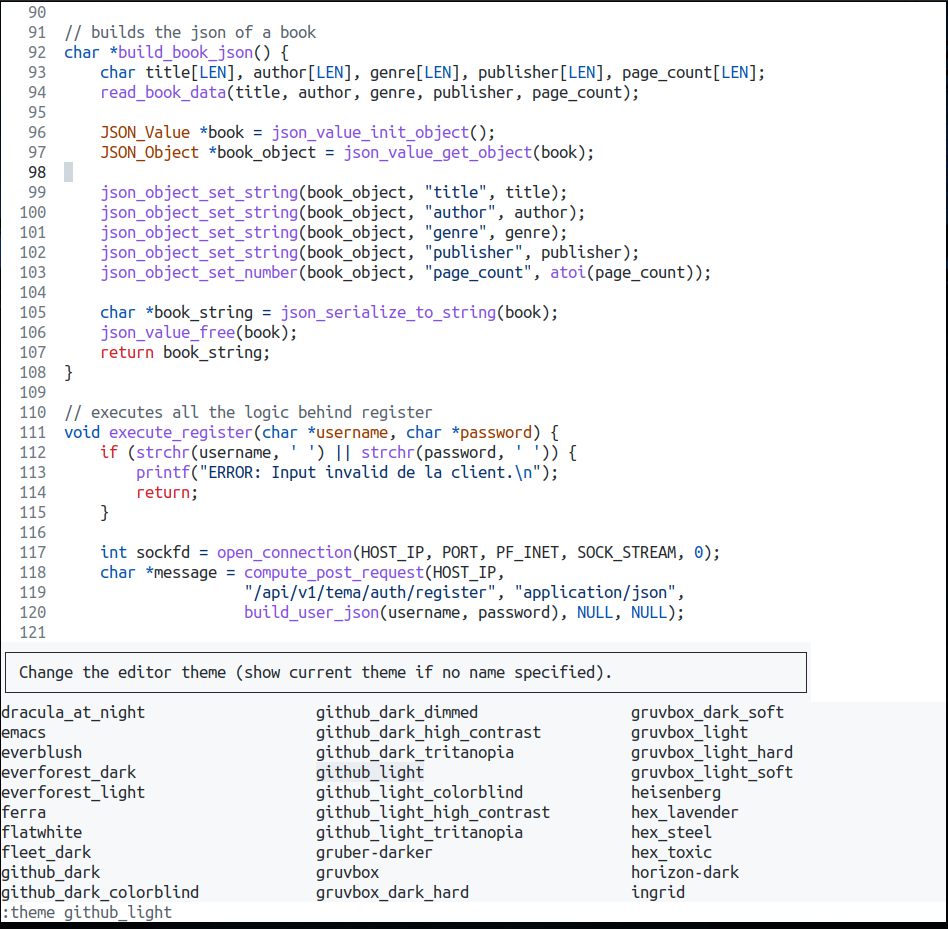 90
91 // builds the json of a book
92 char *build_book_json() {
93     char title[LEN], author[LEN], genre[LEN], publisher[LEN], page_count[LEN];
94     read_book_data(title, author, genre, publisher, page_count);
95
96     JSON_Value *book = json_value_init_object();
97     JSON_Object *book_object = json_value_get_object(book);
98
99     json_object_set_string(book_object, "title", title);
100     json_object_set_string(book_object, "author", author);
101     json_object_set_string(book_object, "genre", genre);
102     json_object_set_string(book_object, "publisher", publisher);
103     json_object_set_number(book_object, "page_count", atoi(page_count));
104
105     char *book_string = json_serialize_to_string(book);
106     json_value_free(book);
107     return book_string;
108 }
109
110 // executes all the logic behind register
111 void execute_register(char *username, char *password) {
112     if (strchr(username, ' ') || strchr(password, ' ')) {
113         printf("ERROR: Input invalid de la client.\n");
114         return;
115     }
116
117     int sockfd = open_connection(HOST_IP, PORT, PF_INET, SOCK_STREAM, 0);
118     char *message = compute_post_request(HOST_IP,
119                     "/api/v1/tema/auth/register", "application/json",
120                     build_user_json(username, password), NULL, NULL);
121
Change the editor theme (show current theme if no name specified).
dracula_at_night github_dark_dimmed gruvbox_dark_soft
emacs github_dark_high_contrast gruvbox_light
everblush github_dark_tritanopia gruvbox_light_hard
everforest_dark github_light gruvbox_light_soft
everforest_light github_light_colorblind heisenberg
ferra github_light_high_contrast hex_lavender
flatwhite github_light_tritanopia hex_steel
fleet_dark gruber-darker hex_toxic
github_dark gruvbox horizon-dark
github_dark_colorblind gruvbox_dark_hard ingrid
:theme github_light